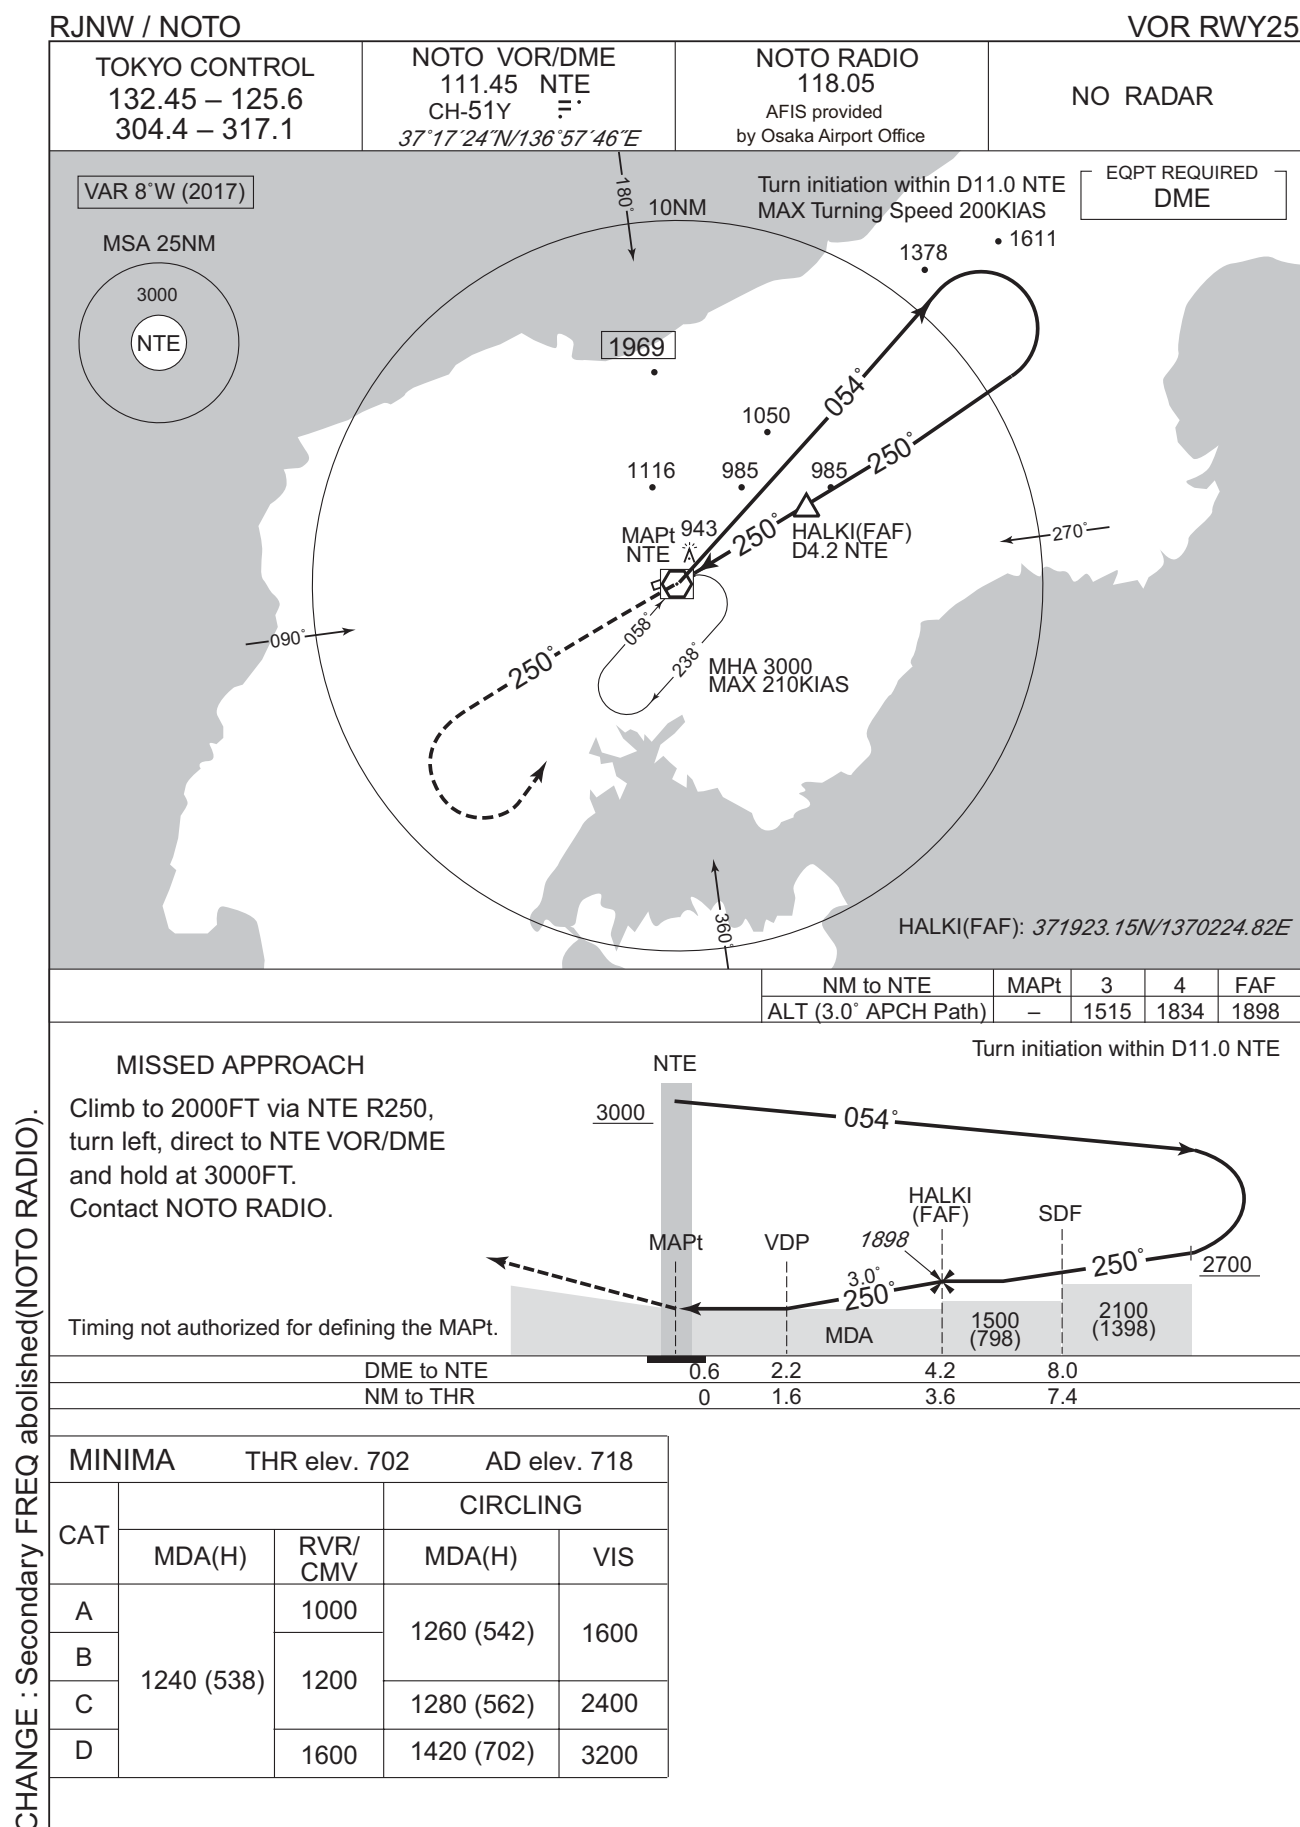 RJNW / NOTO
VOR RWY25
TOKYO CONTROL
132.45 – 125.6
304.4 – 317.1
NOTO VOR/DME
111.45 NTE
CH-51Y
37°17´24˝N/136°57´46˝E
NOTO RADIO
118.05
AFIS provided
by Osaka Airport Office
NO RADAR
VAR 8°W (2017)
MSA 25NM
3000
NTE
180°
10NM
Turn initiation within D11.0 NTE
MAX Turning Speed 200KIAS
EQPT REQUIRED
DME
1378
1611
1969
054°
1050
250°
1116
985
985
MAPt
NTE
943
250°
HALKI(FAF)
D4.2 NTE
270°
090°
058°
238°
250°
MHA 3000
MAX 210KIAS
360°
HALKI(FAF): 371923.15N/1370224.82E
NM to NTE MAPt 3 4 FAF
ALT (3.0° APCH Path) – 1515 1834 1898
MISSED APPROACH
Climb to 2000FT via NTE R250,
turn left, direct to NTE VOR/DME
and hold at 3000FT.
Contact NOTO RADIO.
Timing not authorized for defining the MAPt.
Turn initiation within D11.0 NTE
NTE
3000
054°
HALKI
(FAF)
SDF
MAPt
VDP
1898
250°
2700
3.0°
250°
MDA
1500
(798)
2100
(1398)
DME to NTE 0.6 2.2 4.2 8.0
NM to THR 0 1.6 3.6 7.4
MINIMA THR elev. 702 AD elev. 718
CAT
CIRCLING
MDA(H)
RVR/
CMV
MDA(H)
VIS
A
1000
1260 (542)
1600
B
1240 (538)
1200
C
1280 (562)
2400
D
1600
1420 (702)
3200
CHANGE : Secondary FREQ abolished(NOTO RADIO).